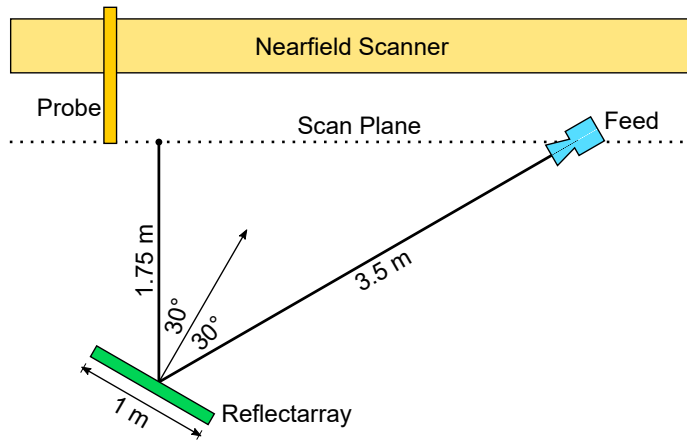 Nearfield Scanner
Probe
Scan Plane
Feed
1.75 m
30°
30°
3.5 m
1 m
Reflectarray